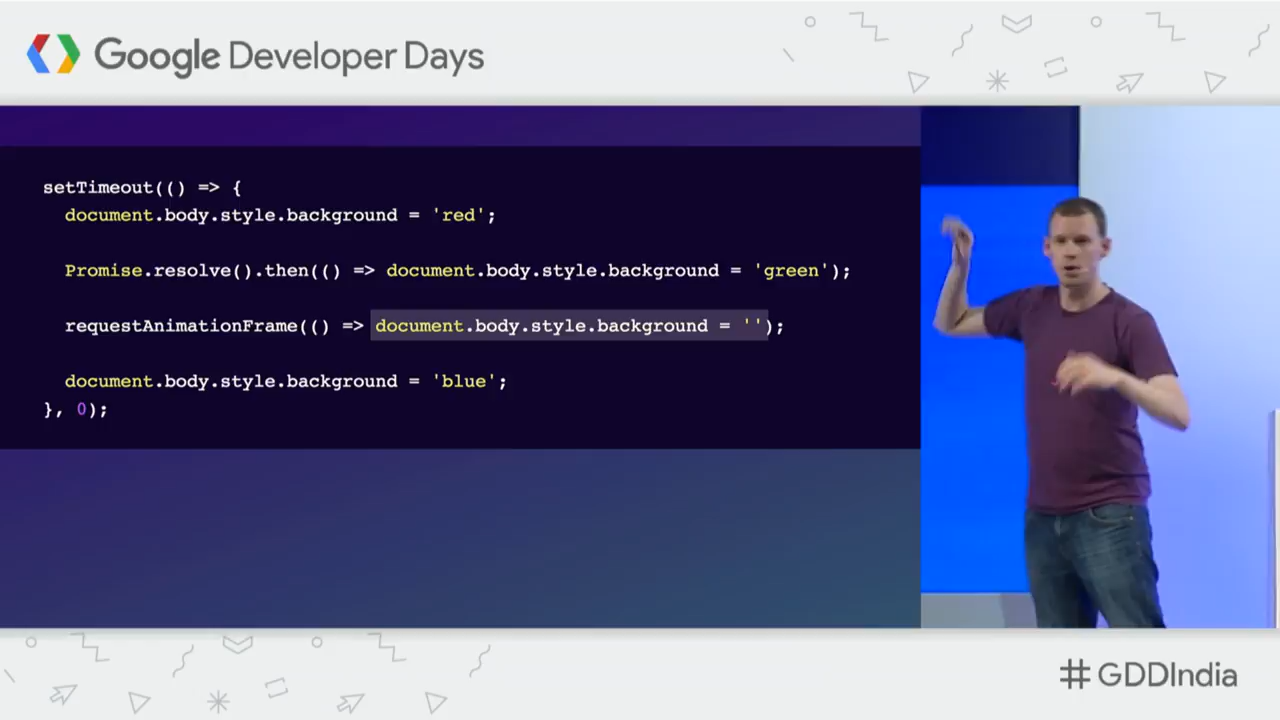 Google Developer Days
setTimeout(() => {
document.body.style.background = 'red';
Promise.resolve().then(() => document.body.style.background = 'green');
requestAnimationFrame(() => document.body.style.background = '');
document.body.style.background = 'blue';
}, 0);
#GDDIndia